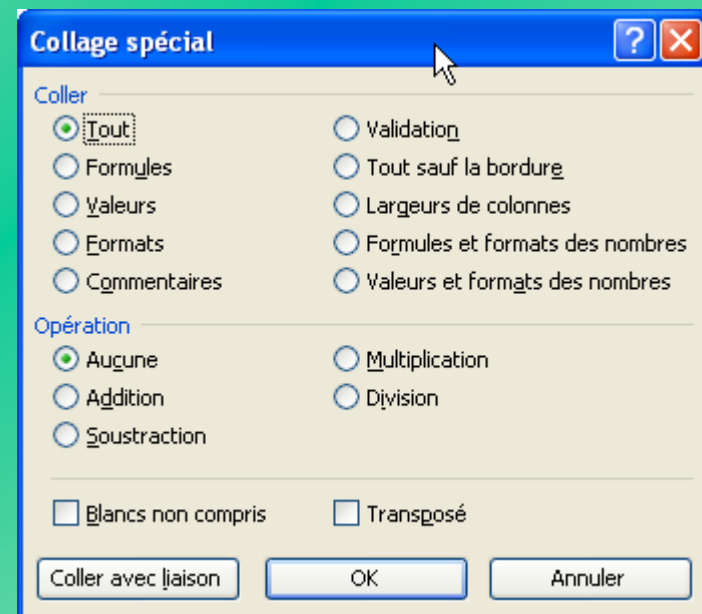 Collage spécial
Coller
Tout
Validation
Formules
Tout sauf la bordure
Valeurs
Largeurs de colonnes
Formats
Formules et formats des nombres
Commentaires
Valeurs et formats des nombres
Opération
Aucune
Multiplication
Addition
Division
Soustraction
Blancs non compris
Transposé
Coller avec liaison
OK
Annuler